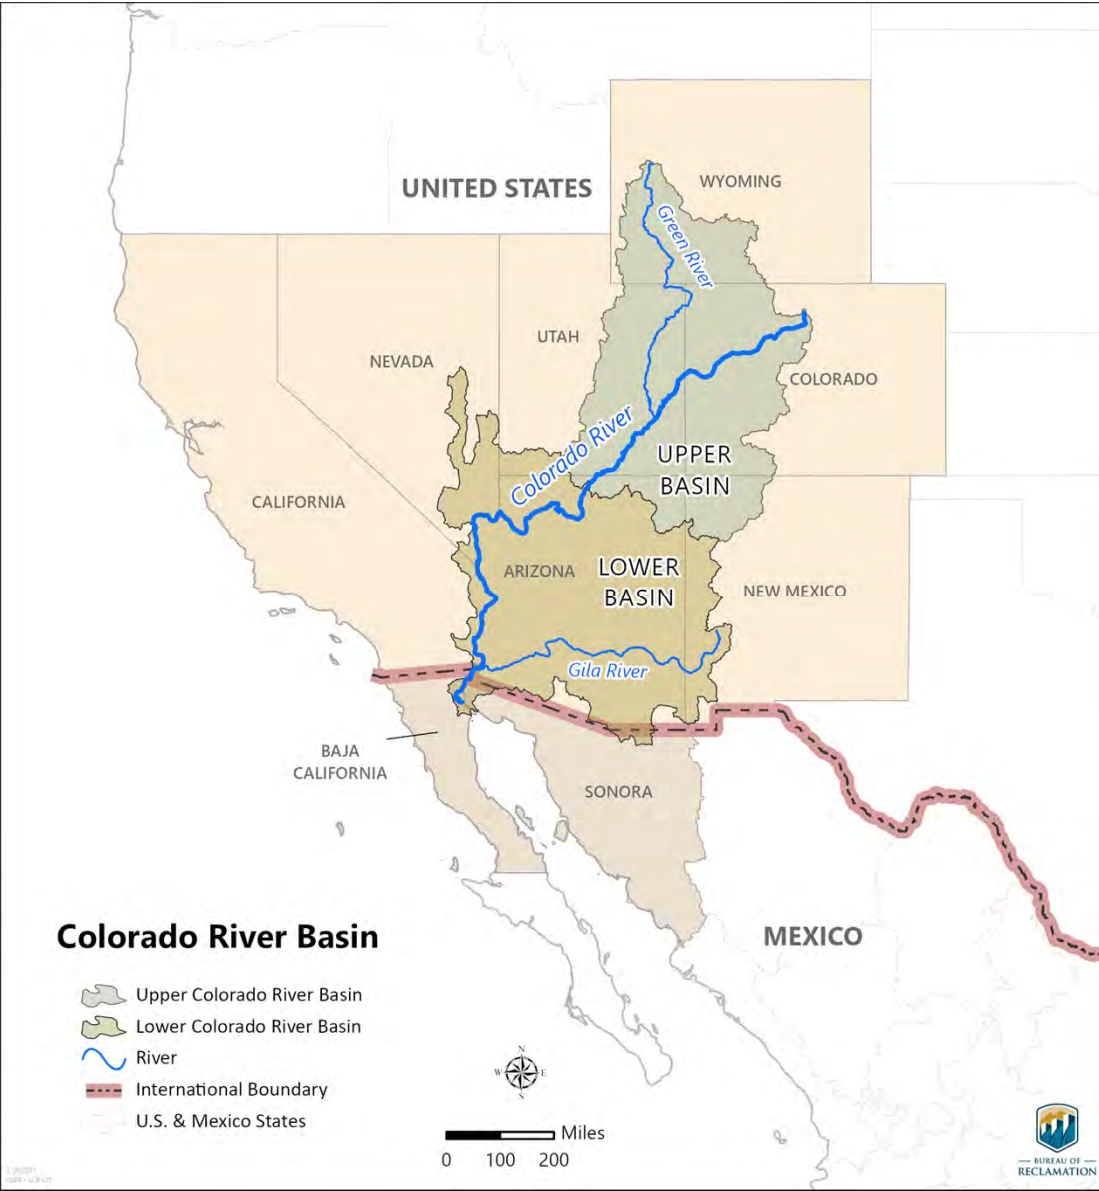 UNITED STATES
WYOMING
Green River
UTAH
NEVADA
COLORADO
Colorado River
UPPER
BASIN
CALIFORNIA
ARIZONA
LOWER
BASIN
NEW MEXICO
Gila River
BAJA
CALIFORNIA
SONORA
MEXICO
Colorado River Basin
Upper Colorado River Basin
Lower Colorado River Basin
River
International Boundary
U.S. & Mexico States
N
W E
S
Miles
0 100 200
BUREAU OF
RECLAMATION